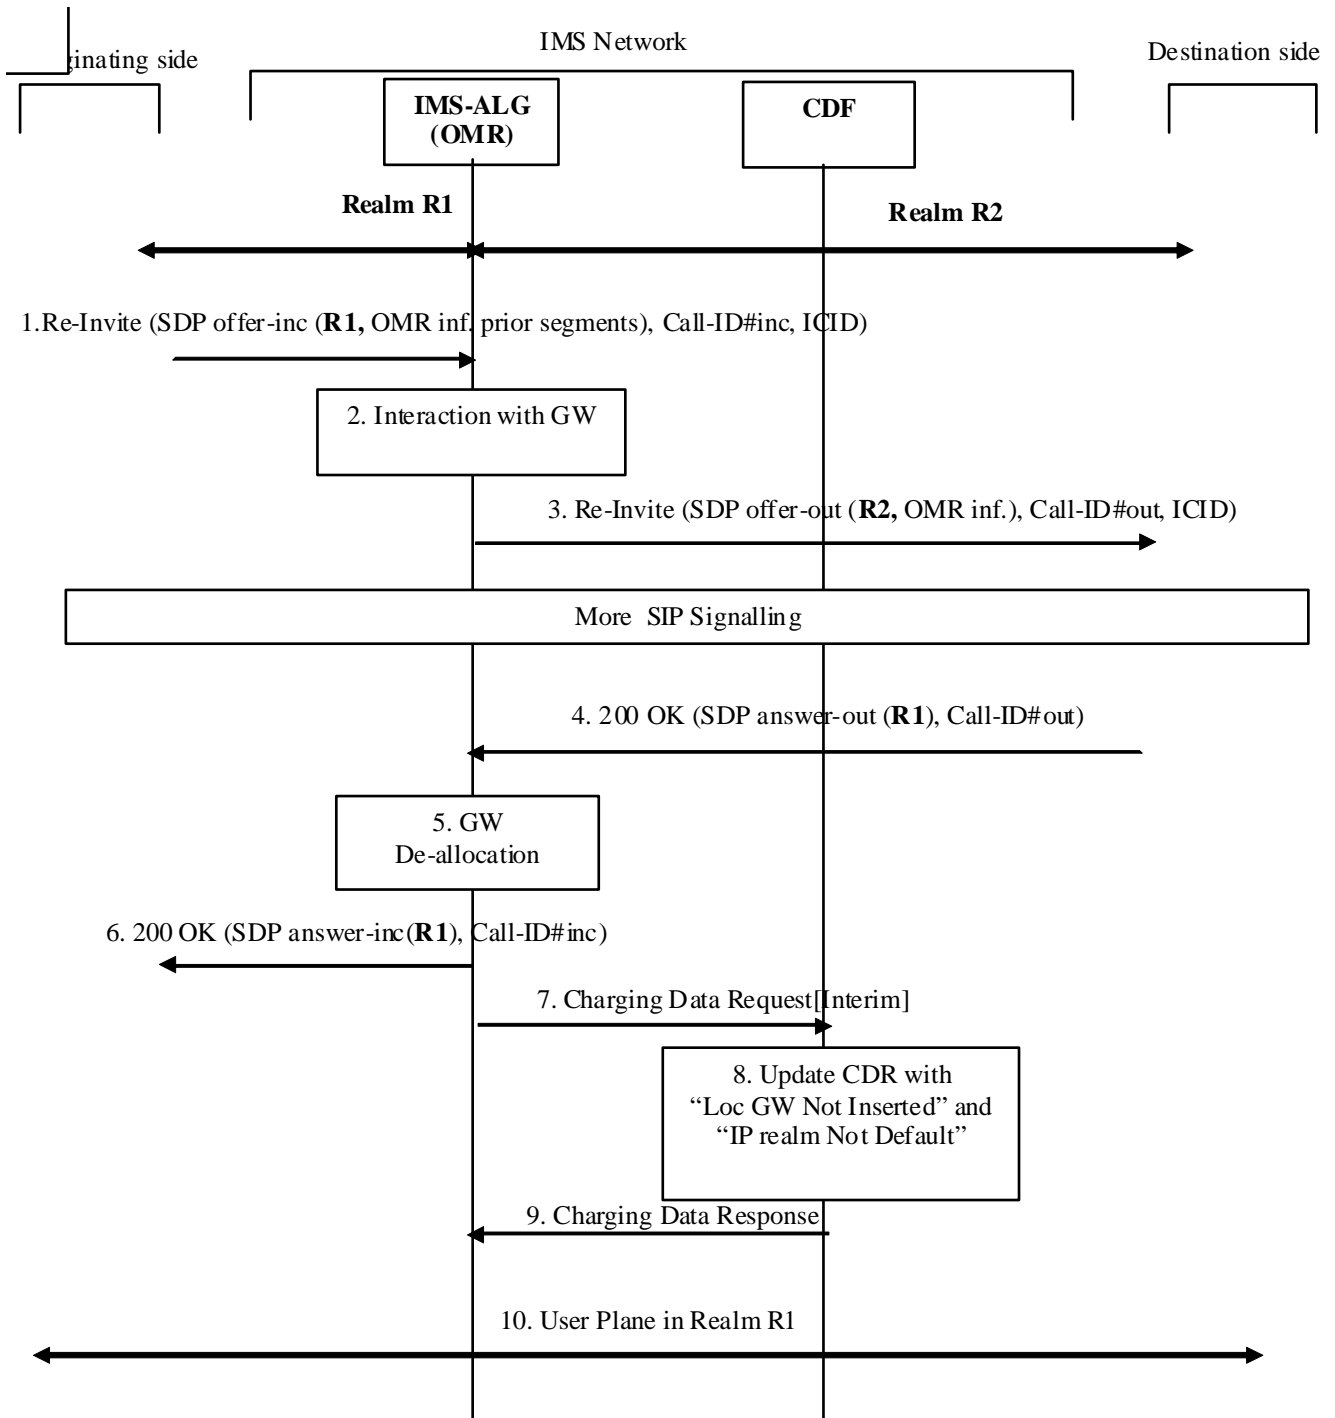 IMS Network
ginating side
Destination side
IMS-ALG
(OMR)
CDF
Realm R1
Realm R2
1.Re-Invite (SDP offer-inc (R1, OMR inf. prior segments), Call-ID#inc, ICID)
2. Interaction with GW
3. Re-Invite (SDP offer-out (R2, OMR inf.), Call-ID#out, ICID)
More SIP Signalling
4. 200 OK (SDP answer-out (R1), Call-ID#out)
5. GW
De-allocation
6. 200 OK (SDP answer-inc(R1), Call-ID#inc)
7. Charging Data Request[Interim]
8. Update CDR with
“Loc GW Not Inserted” and
“IP realm Not Default”
9. Charging Data Response
10. User Plane in Realm R1